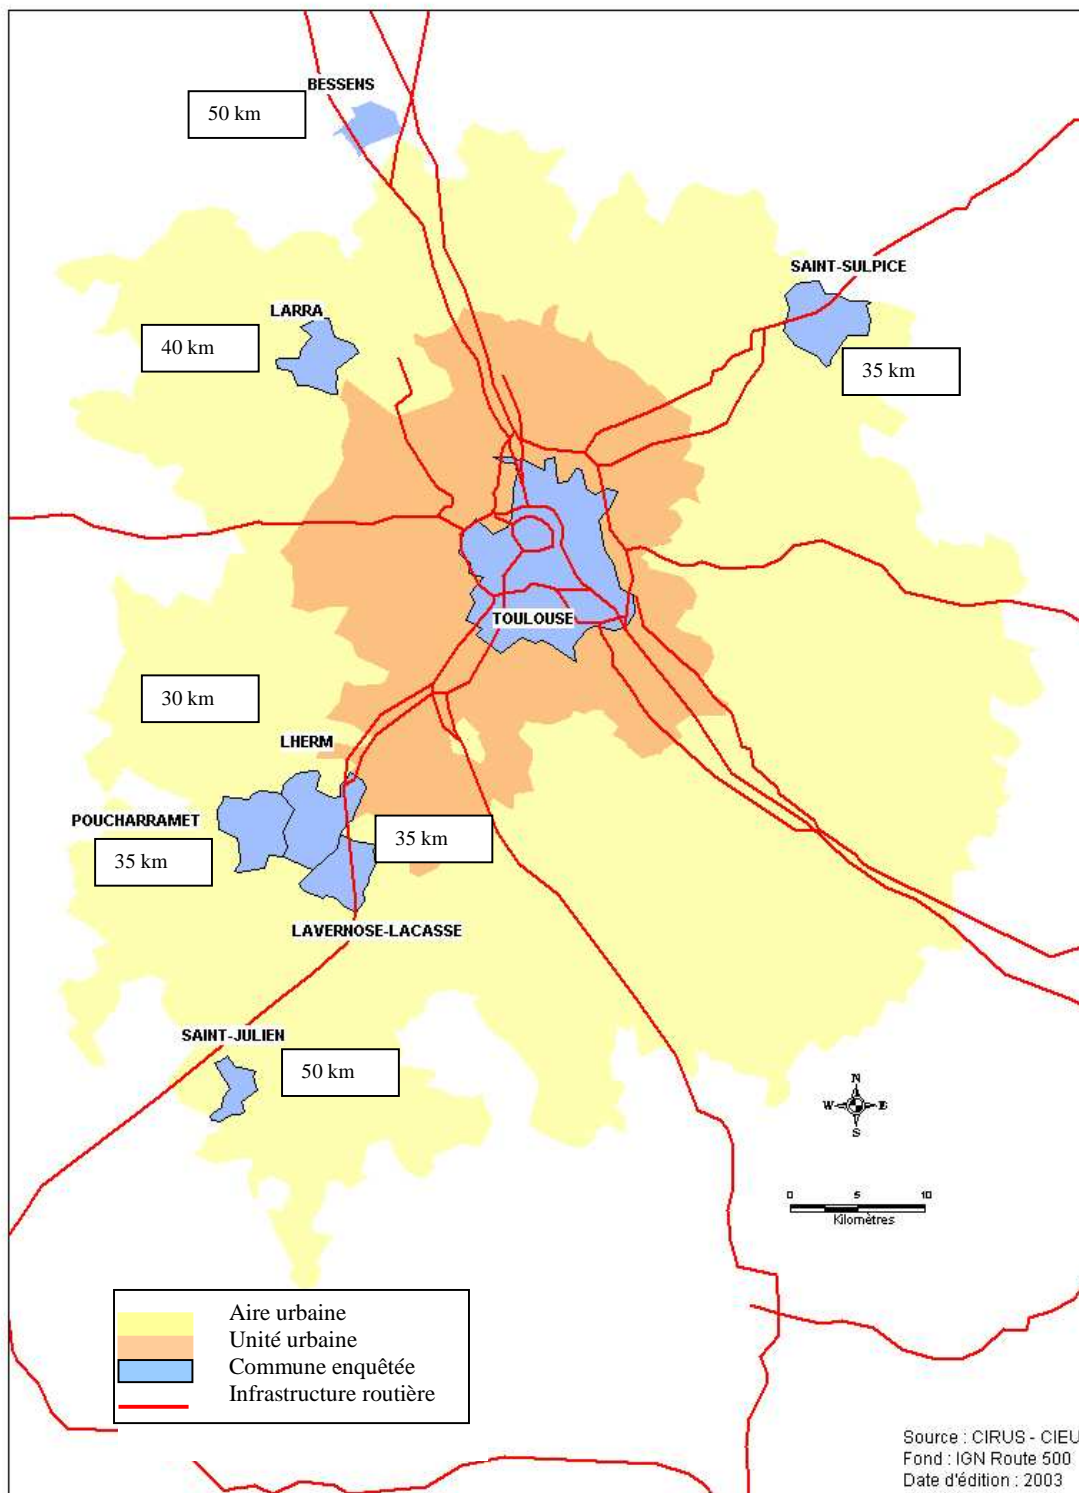 BESSENS
50 km
SAINT-SULPICE
LARRA
40 km
35 km
TOULOUSE
30 km
LHERM
POUCHARRAMET
35 km
35 km
LAVERNOSE-LACASSE
SAINT-JULIEN
50 km
N
W E
S
0 5 10
Kilomètres
Aire urbaine
Unité urbaine
Commune enquêtée
Infrastructure routière
Source : CIRUS - CIEU
Fond : IGN Route 500
Date d'édition : 2003